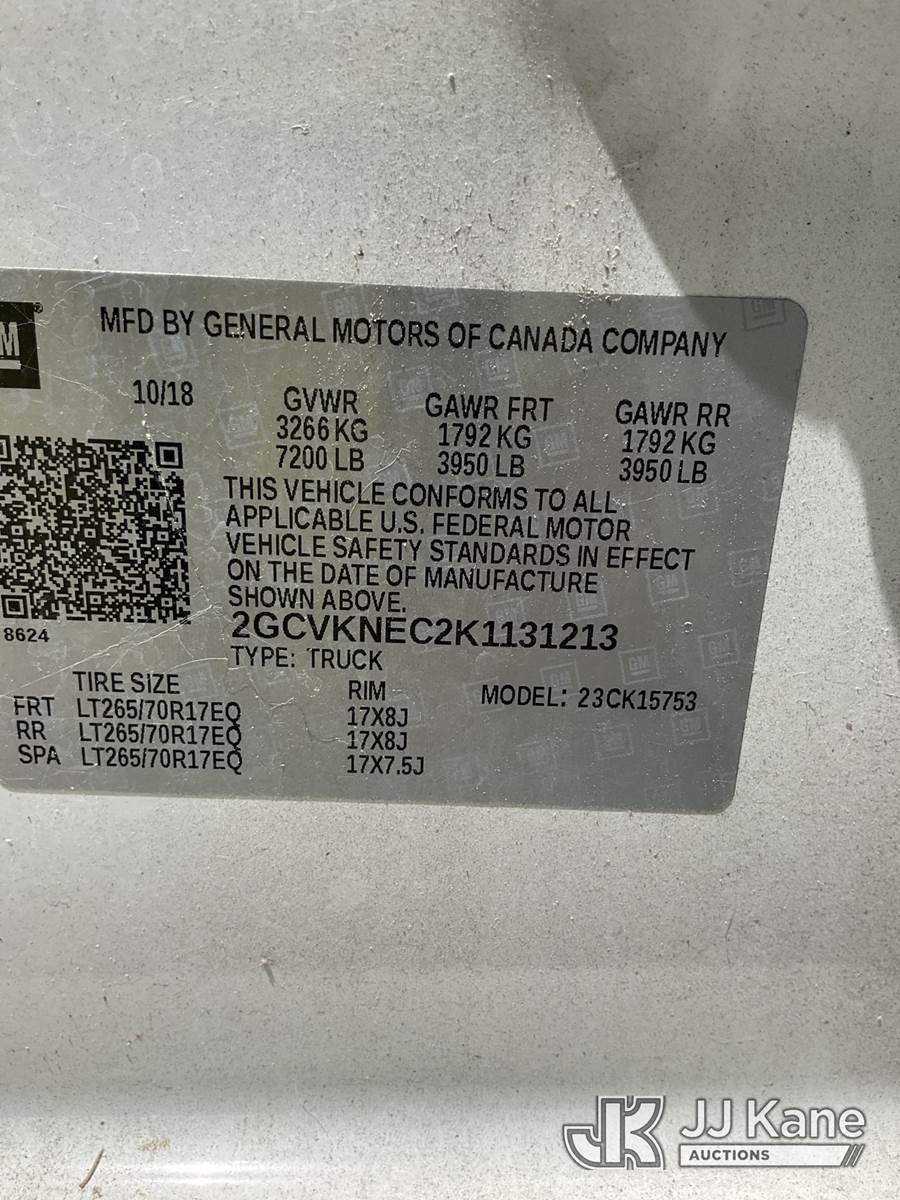 GM
MFD BY GENERAL MOTORS OF CANADA COMPANY
10/18 GVWR GAWR FRT GAWR RR
3266 KG 1792 KG 1792 KG
7200 LB 3950 LB 3950 LB
THIS VEHICLE CONFORMS TO ALL
APPLICABLE U.S. FEDERAL MOTOR
VEHICLE SAFETY STANDARDS IN EFFECT
ON THE DATE OF MANUFACTURE
SHOWN ABOVE.
8624
2GCVKNEC2K1131213
TYPE: TRUCK
TIRE SIZE RIM MODEL: 23CK15753
FRT LT265/70R17EQ 17X8J
RR LT265/70R17EQ 17X8J
SPA LT265/70R17EQ 17X7.5J
JK JJ Kane
AUCTIONS